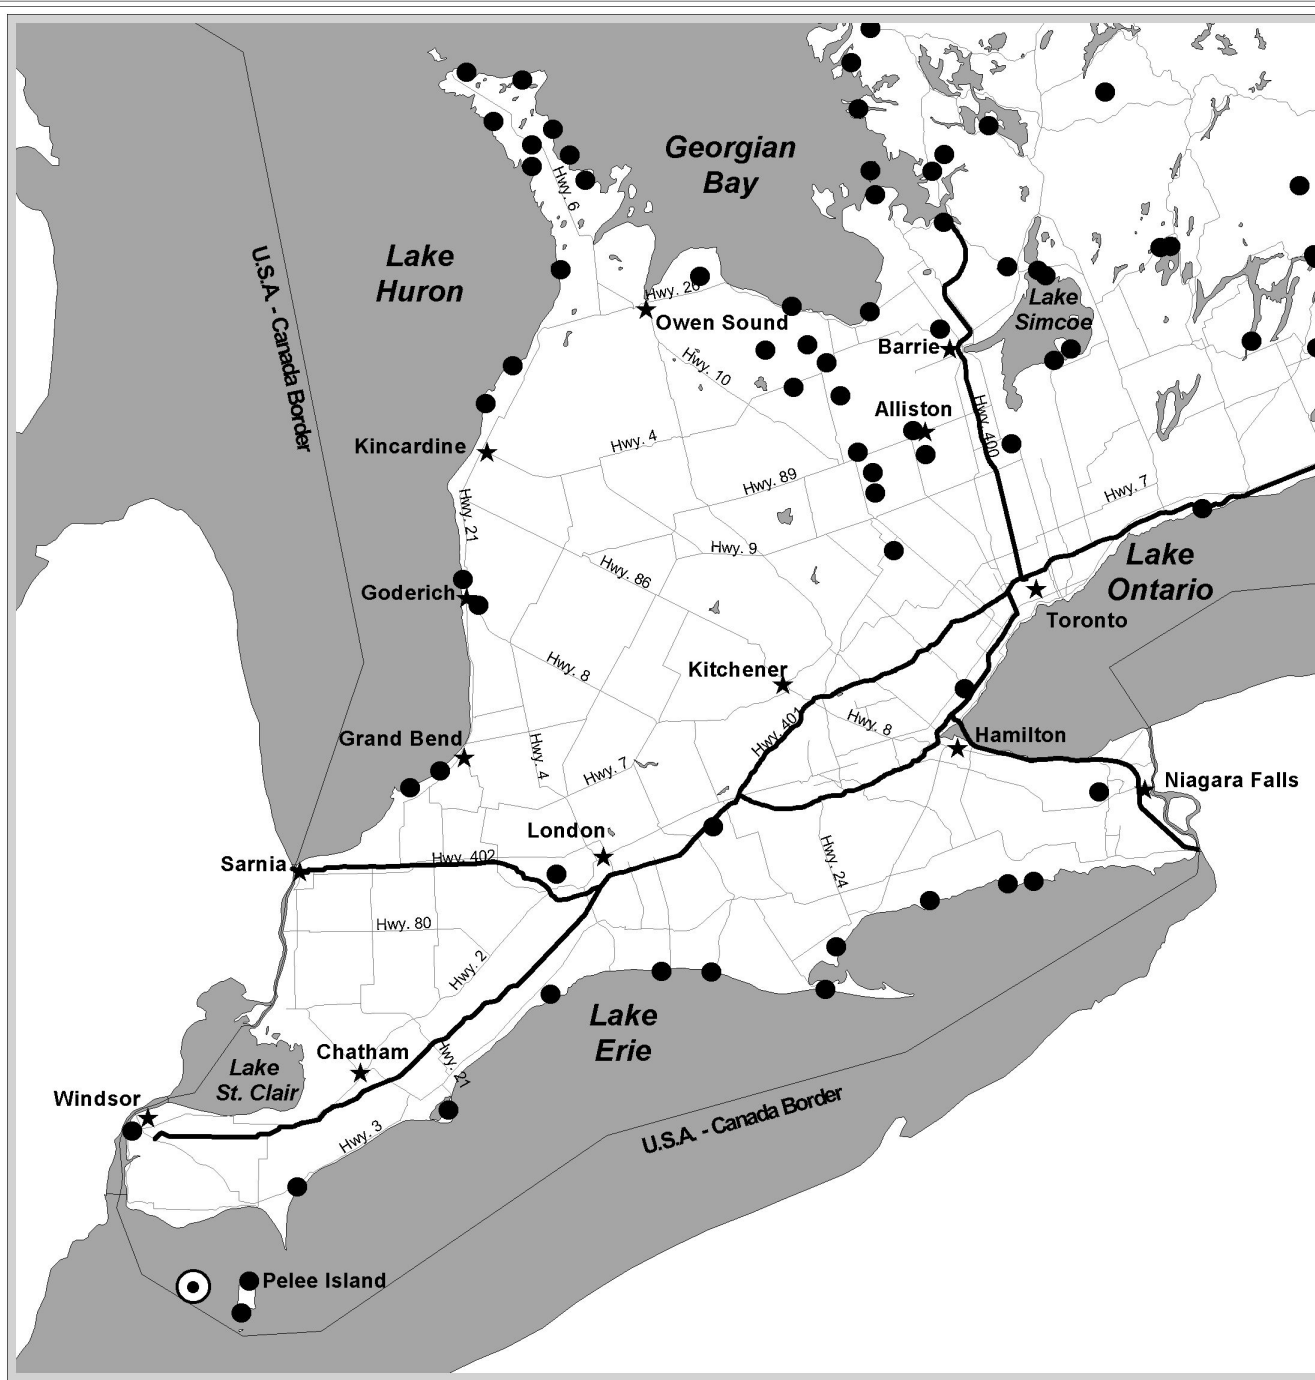 Georgian
Bay
Hwy. 6
U.S.A - Canada Border
Lake
Huron
Hwy. 26
Owen Sound
Lake
Simcoe
Barrie
Hwy. 10
Alliston
Hwy. 400
Kincardine
Hwy. 4
Hwy. 89
Hwy. 7
Hwy. 21
Hwy. 9
Hwy. 86
Lake
Ontario
Goderich
Toronto
Hwy. 8
Kitchener
Hwy. 401
Hwy. 8
Grand Bend
Hwy. 4
Hwy. 7
Hamilton
Niagara Falls
London
Hwy. 24
Sarnia
Hwy. 402
Hwy. 80
Hwy. 2
Lake
Erie
Chatham
Hwy. 21
Lake
St. Clair
Windsor
Hwy. 3
U.S.A. - Canada Border
Pelee Island